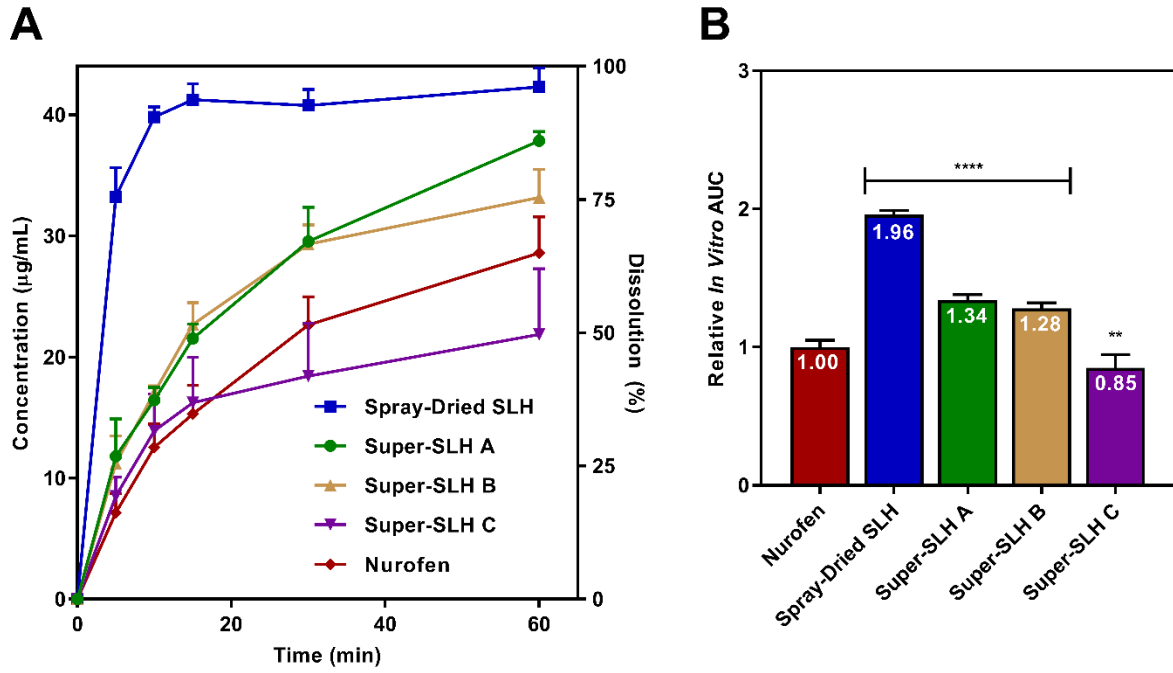 A
Concentration (µg/mL)
40
30
20
10
0
100
75
50
25
0
Dissolution (%)
0
20
40
60
Time (min)
Spray-Dried SLH
Super-SLH A
Super-SLH B
Super-SLH C
Nurofen
B
Relative In Vitro AUC
3
2
1
0
****
**
1.00
1.96
1.34
1.28
0.85
Nurofen
Spray-Dried SLH
Super-SLH A
Super-SLH B
Super-SLH C